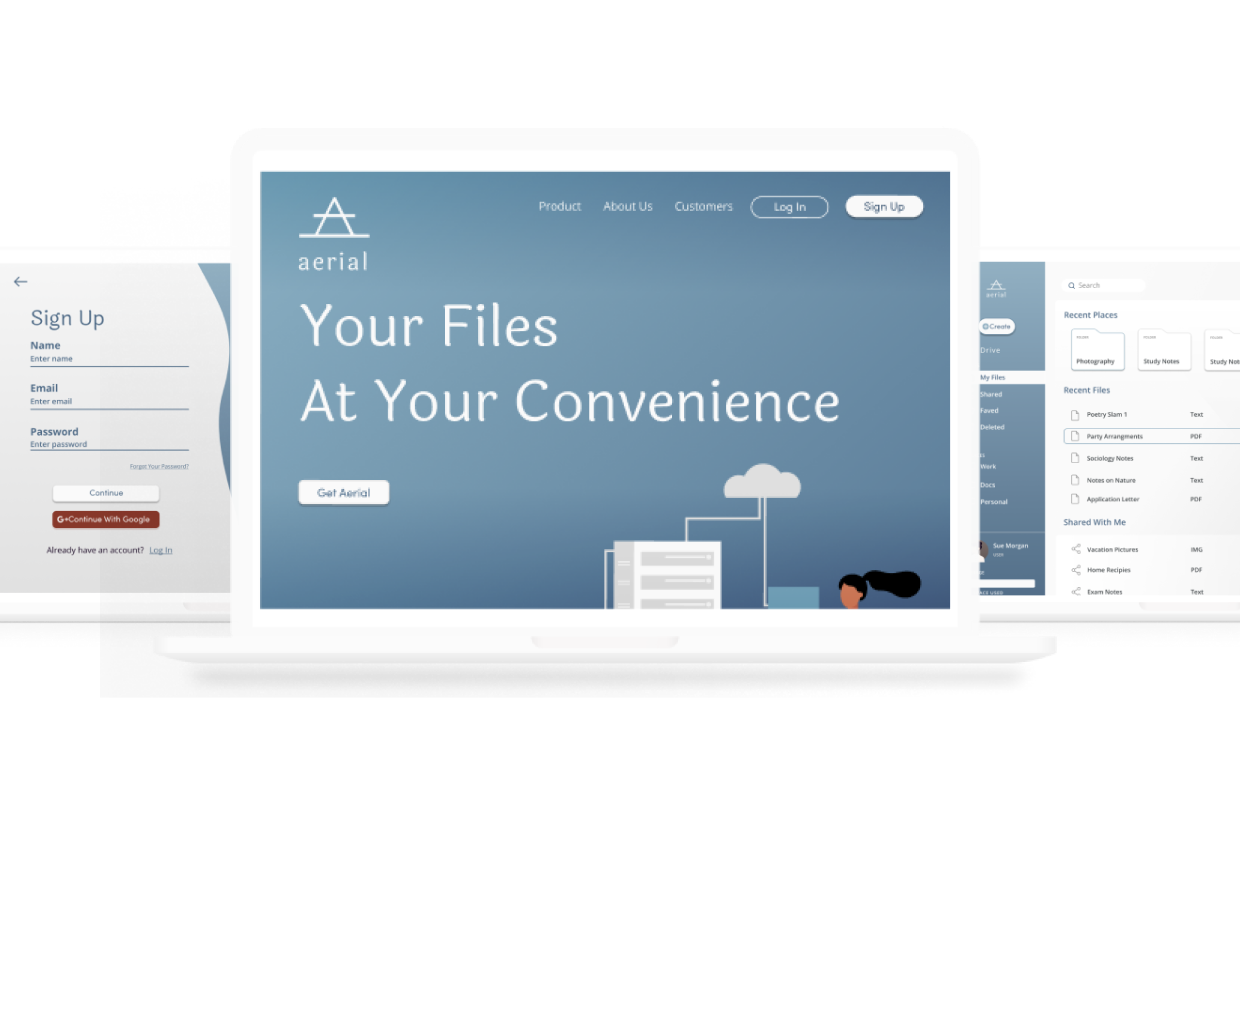 Sign Up
Name
Enter name
Email
Enter email
Password
Enter password
Forgot Your Password?
Continue
G+Continue With Google
Already have an account? Log In
aerial
Product About Us Customers Log In Sign Up
Your Files
At Your Convenience
Get Aerial
aerial
Create
Drive
My Files
Shared
Faved
Deleted
Work
Docs
Personal
Sue Morgan
Search
Recent Places
Photography Study Notes
Recent Files
Poetry Slam 1 Text
Party Arrangments PDF
Sociology Notes Text
Notes on Nature Text
Application Letter PDF
Shared With Me
Vacation Pictures IMG
Home Recipies PDF
Exam Notes Text